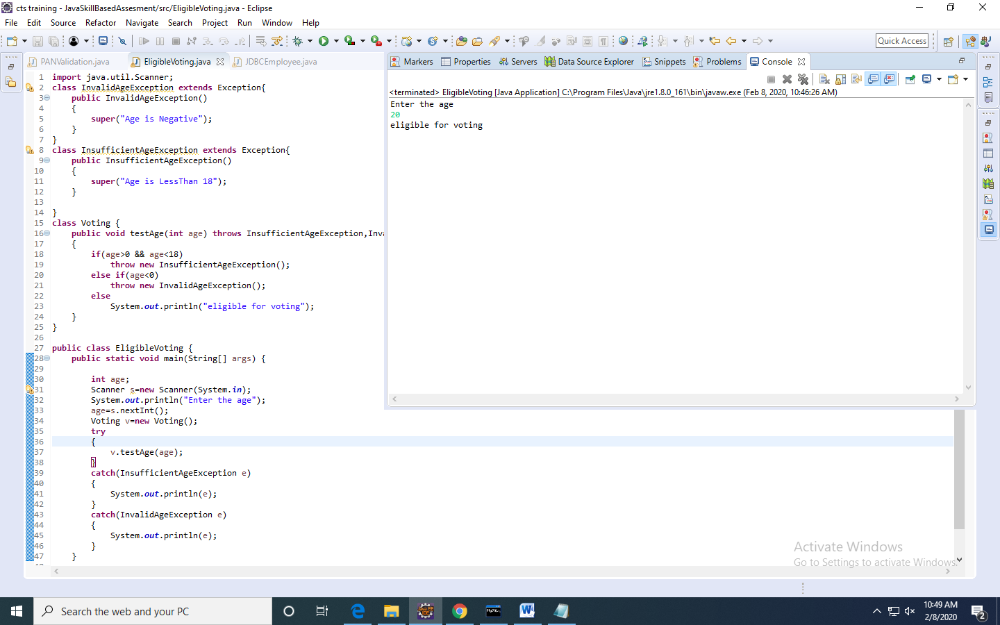 cts training - JavaSkillBasedAssesment/src/EligibleVoting.java - Eclipse
File Edit Source Refactor Navigate Search Project Run Window Help
Quick Access
PANValidation.java EligibleVoting.java JDBCEmployee.java
1 import java.util.Scanner;
2 class InvalidAgeException extends Exception{
3 public InvalidAgeException()
4 {
5 super("Age is Negative");
6 }
7 }
8 class InsufficientAgeException extends Exception{
9 public InsufficientAgeException()
10 {
11 super("Age is LessThan 18");
12 }
13
14 }
15 class Voting {
16 public void testAge(int age) throws InsufficientAgeException,Inva
17 {
18 if(age>0 && age<18)
19 throw new InsufficientAgeException();
20 else if(age<0)
21 throw new InvalidAgeException();
22 else
23 System.out.println("eligible for voting");
24 }
25 }
26
27 public class EligibleVoting {
28 public static void main(String[] args) {
29
30 int age;
31 Scanner s=new Scanner(System.in);
32 System.out.println("Enter the age");
33 age=s.nextInt();
34 Voting v=new Voting();
35 try
36 {
37 v.testAge(age);
38 }
39 catch(InsufficientAgeException e)
40 {
41 System.out.println(e);
42 }
43 catch(InvalidAgeException e)
44 {
45 System.out.println(e);
46 }
47 }
Markers Properties Servers Data Source Explorer Snippets Problems Console
<terminated> EligibleVoting [Java Application] C:\Program Files\Java\jre1.8.0_161\bin\javaw.exe (Feb 8, 2020, 10:46:26 AM)
Enter the age
20
eligible for voting
Activate Windows
Go to Settings to activate Windows.
Search the web and your PC
10:49 AM
2/8/2020
2